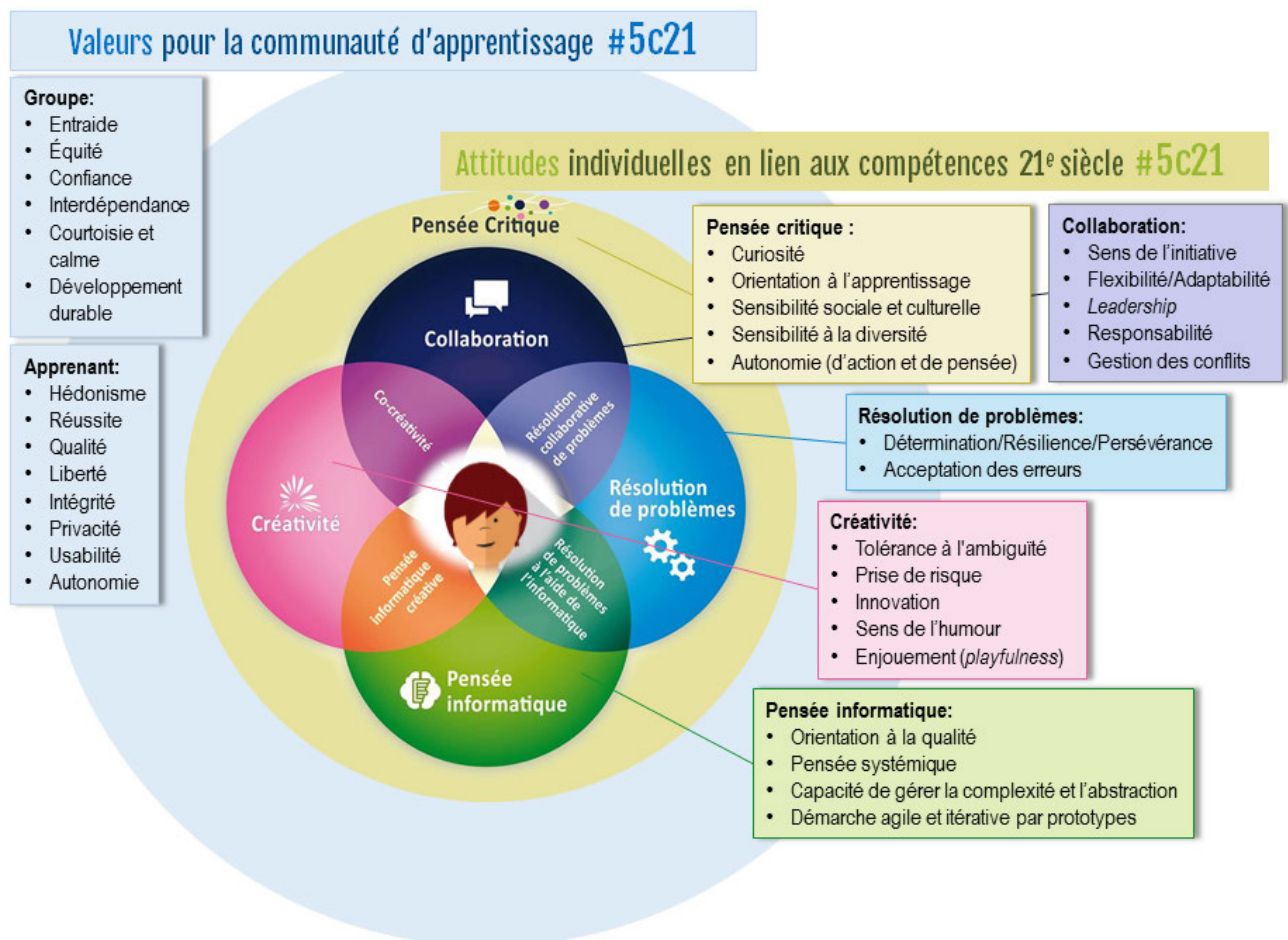 Valeurs pour la communauté d'apprentissage #5c21
Groupe:
• Entraide
• Équité
• Confiance
• Interdépendance
• Courtoisie et
calme
• Développement
durable
Apprenant:
• Hédonisme
• Réussite
• Qualité
• Liberté
• Intégrité
• Privacité
• Usabilité
• Autonomie
Attitudes individuelles en lien aux compétences 21e siècle #5c21
Pensée Critique
Collaboration
Co-créativité
Résolution
collaborative
de problèmes
Créativité
Résolution
de problèmes
Pensée
informatique
créative
Résolution
de problèmes
à l'aide de
l'informatique
Pensée
informatique
Pensée critique :
• Curiosité
• Orientation à l'apprentissage
• Sensibilité sociale et culturelle
• Sensibilité à la diversité
• Autonomie (d'action et de pensée)
Collaboration:
• Sens de l'initiative
• Flexibilité/Adaptabilité
• Leadership
• Responsabilité
• Gestion des conflits
Résolution de problèmes:
• Détermination/Résilience/Persévérance
• Acceptation des erreurs
Créativité:
• Tolérance à l'ambiguïté
• Prise de risque
• Innovation
• Sens de l'humour
• Enjouement (playfulness)
Pensée informatique:
• Orientation à la qualité
• Pensée systémique
• Capacité de gérer la complexité et l'abstraction
• Démarche agile et itérative par prototypes